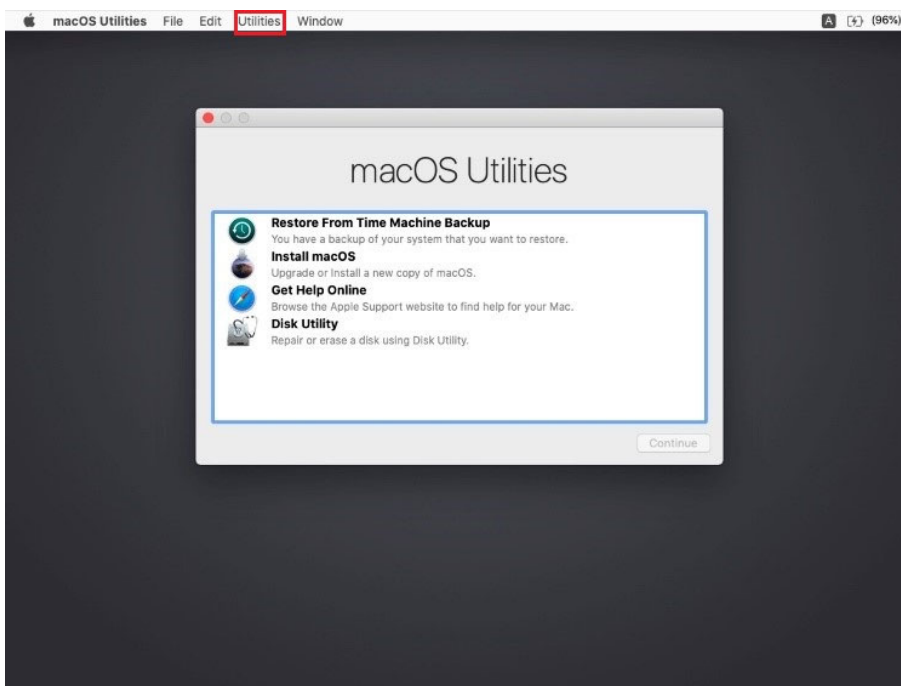 macOS Utilities File Edit Utilities Window A (96%)
macOS Utilities
Restore From Time Machine Backup
You have a backup of your system that you want to restore.
Install macOS
Upgrade or Install a new copy of macOS.
Get Help Online
Browse the Apple Support website to find help for your Mac.
Disk Utility
Repair or erase a disk using Disk Utility.
Continue